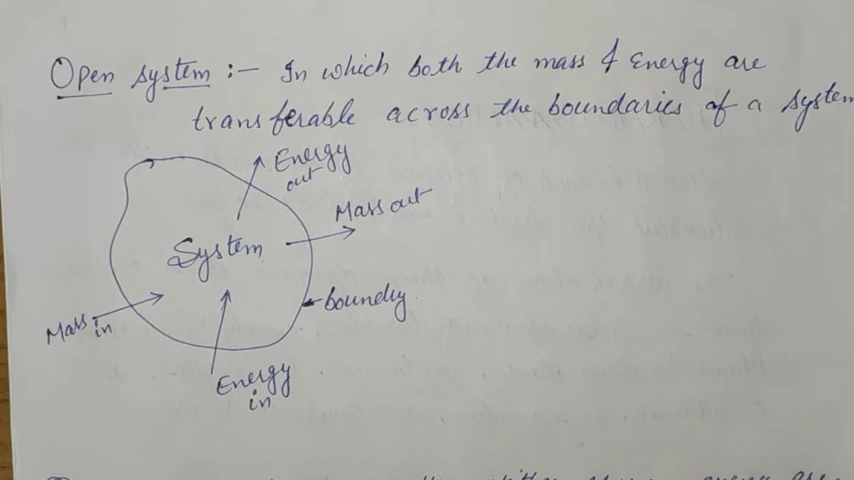 Open system :- In which both the mass & Energy are
transferable across the boundaries of a system
Energy
out
Mass out
System
boundry
Mass
in
Energy
in